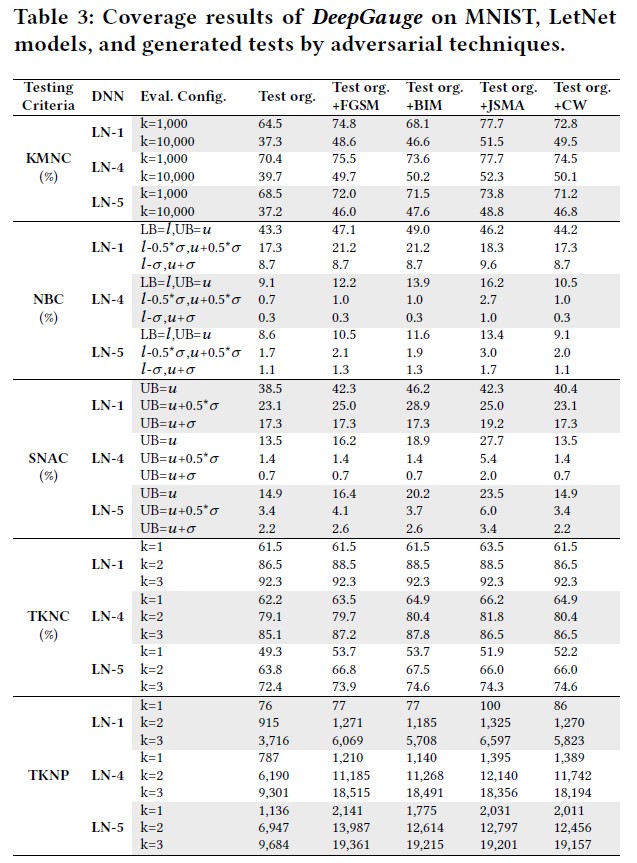 Table 3: Coverage results of DeepGauge on MNIST, LetNet
models, and generated tests by adversarial techniques.
Testing Criteria DNN Eval. Config. Test org. Test org. +FGSM Test org. +BIM Test org. +JSMA Test org. +CW
KMNC (%) LN-1 k=1,000 64.5 74.8 68.1 77.7 72.8
k=10,000 37.3 48.6 46.6 51.5 49.5
LN-4 k=1,000 70.4 75.5 73.6 77.7 74.5
k=10,000 39.7 49.7 50.2 52.3 50.1
LN-5 k=1,000 68.5 72.0 71.5 73.8 71.2
k=10,000 37.2 46.0 47.6 48.8 46.8
NBC (%) LN-1 LB=l,UB=u 43.3 47.1 49.0 46.2 44.2
l-0.5*σ,u+0.5*σ 17.3 21.2 21.2 18.3 17.3
l-σ,u+σ 8.7 8.7 8.7 9.6 8.7
LN-4 LB=l,UB=u 9.1 12.2 13.9 16.2 10.5
l-0.5*σ,u+0.5*σ 0.7 1.0 1.0 2.7 1.0
l-σ,u+σ 0.3 0.3 0.3 1.0 0.3
LN-5 LB=l,UB=u 8.6 10.5 11.6 13.4 9.1
l-0.5*σ,u+0.5*σ 1.7 2.1 1.9 3.0 2.0
l-σ,u+σ 1.1 1.3 1.3 1.7 1.1
SNAC (%) LN-1 UB=u 38.5 42.3 46.2 42.3 40.4
UB=u+0.5*σ 23.1 25.0 28.9 25.0 23.1
UB=u+σ 17.3 17.3 17.3 19.2 17.3
LN-4 UB=u 13.5 16.2 18.9 27.7 13.5
UB=u+0.5*σ 1.4 1.4 1.4 5.4 1.4
UB=u+σ 0.7 0.7 0.7 2.0 0.7
LN-5 UB=u 14.9 16.4 20.2 23.5 14.9
UB=u+0.5*σ 3.4 4.1 3.7 6.0 3.4
UB=u+σ 2.2 2.6 2.6 3.4 2.2
TKNC (%) LN-1 k=1 61.5 61.5 61.5 63.5 61.5
k=2 86.5 88.5 88.5 88.5 86.5
k=3 92.3 92.3 92.3 92.3 92.3
LN-4 k=1 62.2 63.5 64.9 66.2 64.9
k=2 79.1 79.7 80.4 81.8 80.4
k=3 85.1 87.2 87.8 86.5 86.5
LN-5 k=1 49.3 53.7 53.7 51.9 52.2
k=2 63.8 66.8 67.5 66.0 66.0
k=3 72.4 73.9 74.6 74.3 74.6
TKNP LN-1 k=1 76 77 77 100 86
k=2 915 1,271 1,185 1,325 1,270
k=3 3,716 6,069 5,708 6,597 5,823
LN-4 k=1 787 1,210 1,140 1,395 1,389
k=2 6,190 11,185 11,268 12,140 11,742
k=3 9,301 18,515 18,491 18,356 18,194
LN-5 k=1 1,136 2,141 1,775 2,031 2,011
k=2 6,947 13,987 12,614 12,797 12,456
k=3 9,684 19,361 19,215 19,201 19,157